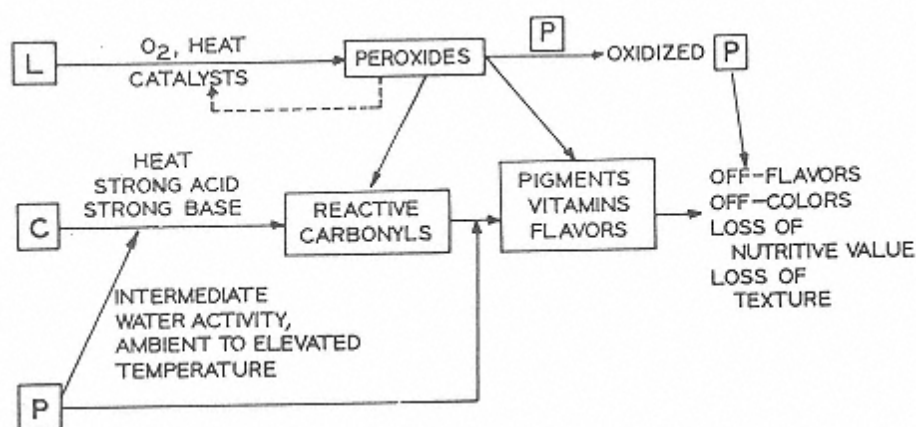 L
O2, HEAT
CATALYSTS
PEROXIDES
P
OXIDIZED P
HEAT
STRONG ACID
STRONG BASE
C
REACTIVE
CARBONYLS
PIGMENTS
VITAMINS
FLAVORS
OFF-FLAVORS
OFF-COLORS
LOSS OF
NUTRITIVE VALUE
LOSS OF
TEXTURE
INTERMEDIATE
WATER ACTIVITY,
AMBIENT TO ELEVATED
TEMPERATURE
P